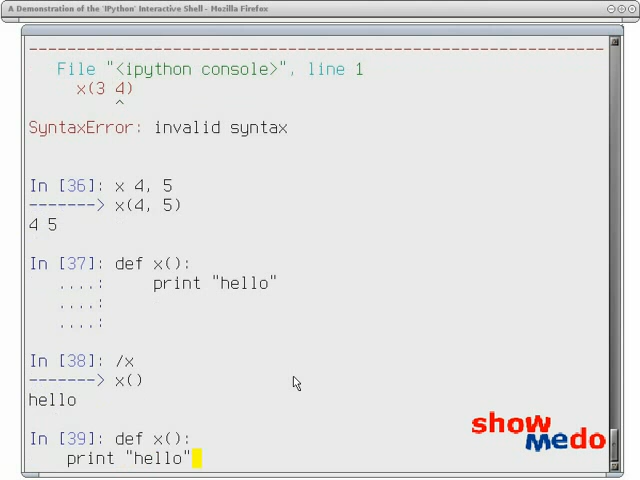 A Demonstration of the 'IPython' Interactive Shell - Mozilla Firefox
------------------------------------------------------------
File "<ipython console>", line 1
x(3 4)
^
SyntaxError: invalid syntax
In [36]: x 4, 5
-------> x(4, 5)
4 5
In [37]: def x():
....: print "hello"
....:
....:
In [38]: /x
-------> x()
hello
In [39]: def x():
print "hello"
show
medo